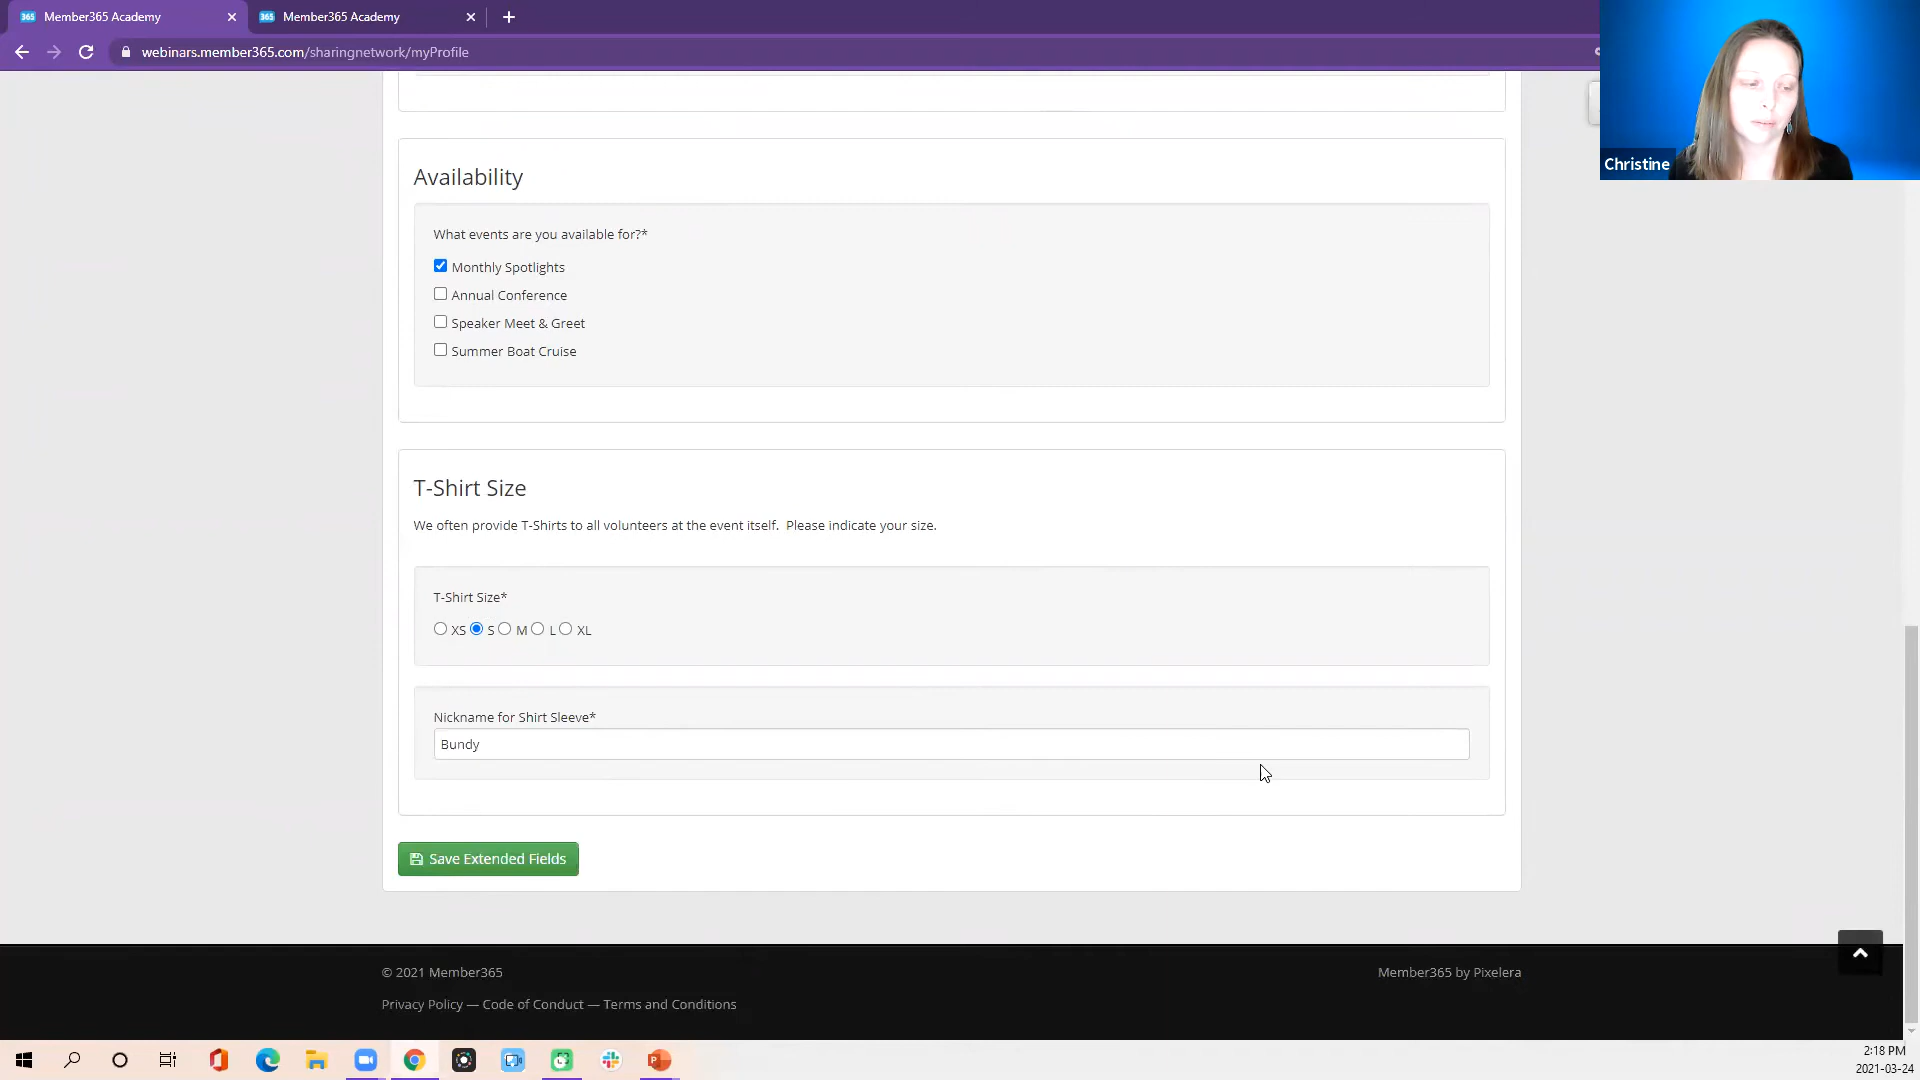 Member365 Academy
Member365 Academy
webinars.member365.com/sharingnetwork/myProfile
Christine
Availability
What events are you available for?*
Monthly Spotlights
Annual Conference
Speaker Meet & Greet
Summer Boat Cruise
T-Shirt Size
We often provide T-Shirts to all volunteers at the event itself. Please indicate your size.
T-Shirt Size*
XS S M L XL
Nickname for Shirt Sleeve*
Bundy
Save Extended Fields
© 2021 Member365
Member365 by Pixelera
Privacy Policy — Code of Conduct — Terms and Conditions
2:18 PM
2021-03-24